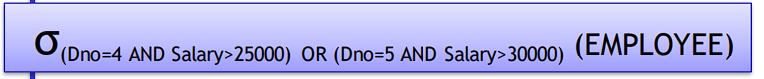 σ(Dno=4 AND Salary>25000) OR (Dno=5 AND Salary>30000) (EMPLOYEE)